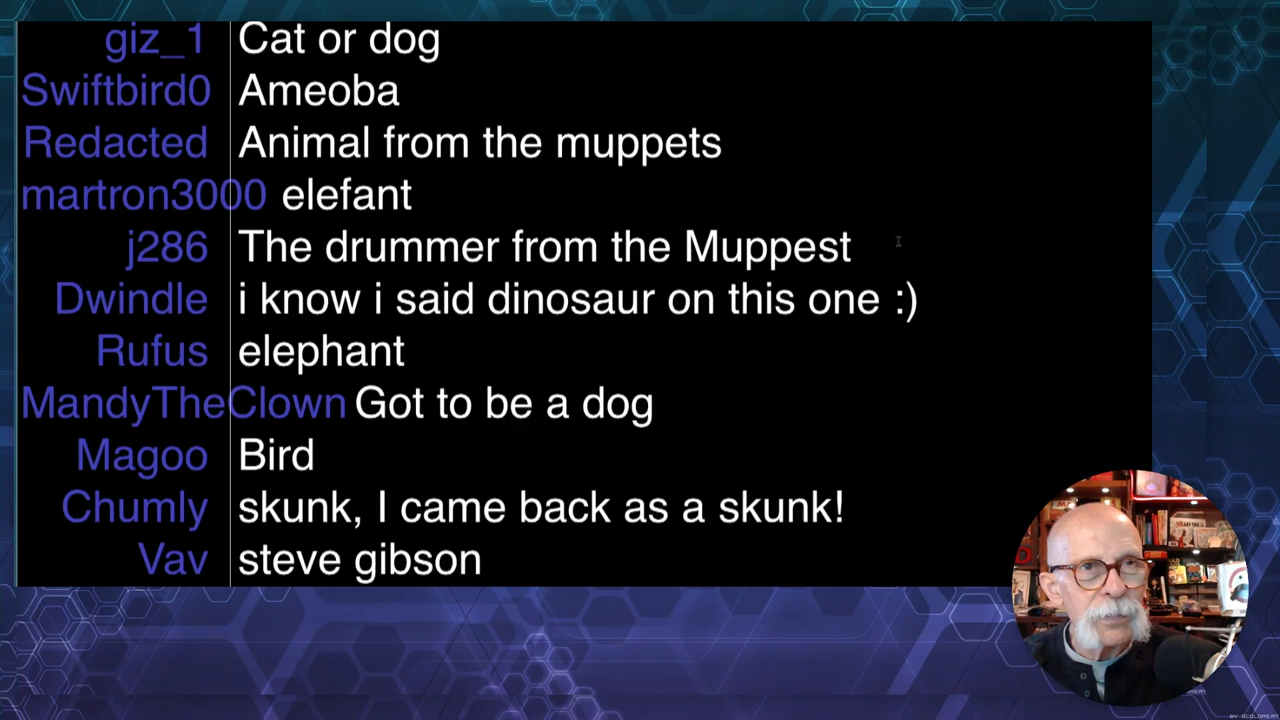 giz_1 Cat or dog
Swiftbird0 Ameoba
Redacted Animal from the muppets
martron3000 elefant
j286 The drummer from the Muppest
Dwindle i know i said dinosaur on this one :)
Rufus elephant
MandyTheClown Got to be a dog
Magoo Bird
Chumly skunk, I came back as a skunk!
Vav steve gibson